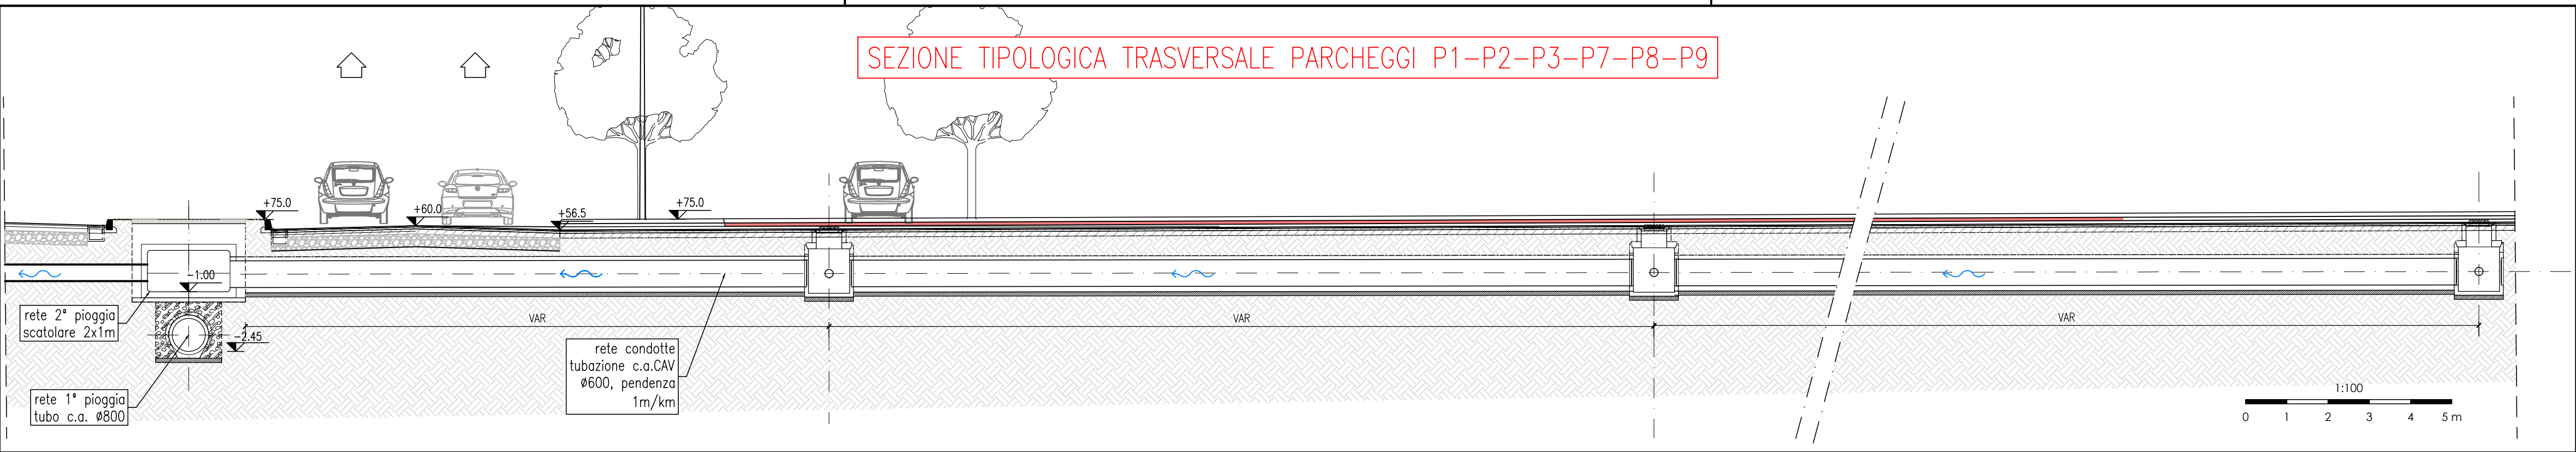 SEZIONE TIPOLOGICA TRASVERSALE PARCHEGGI P1-P2-P3-P7-P8-P9
+75.0
+60.0
+56.5
+75.0
-1.00
rete 2ª pioggia
scatolare 2x1m
-2.45
VAR
VAR
VAR
rete condotte
tubazione c.a.CAV
ø600, pendenza
1m/km
rete 1ª pioggia
tubo c.a. ø800
1:100
0 1 2 3 4 5 m